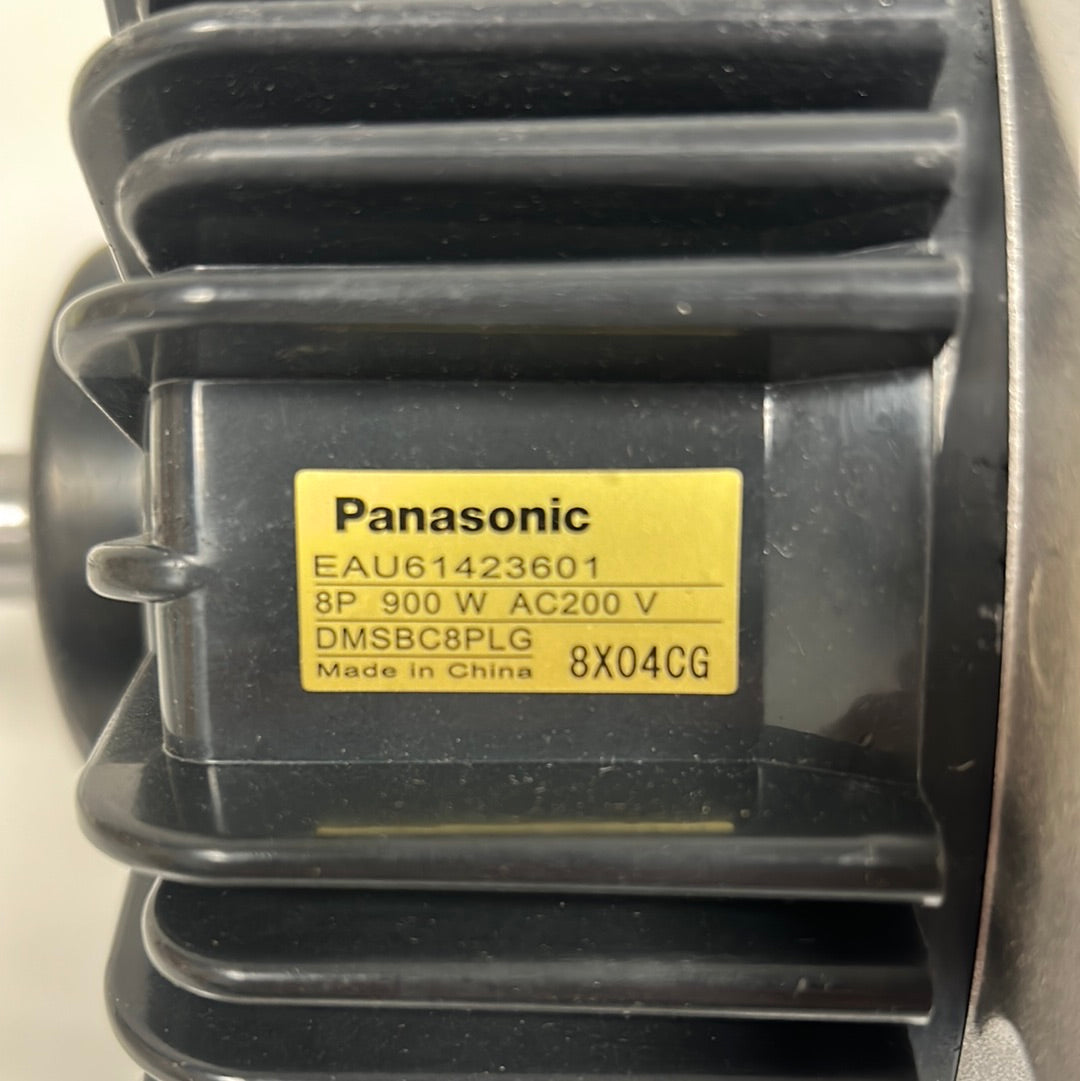 Panasonic
EAU61423601
8P 900 W AC200 V
DMSBC8PLG
Made in China 8X04CG